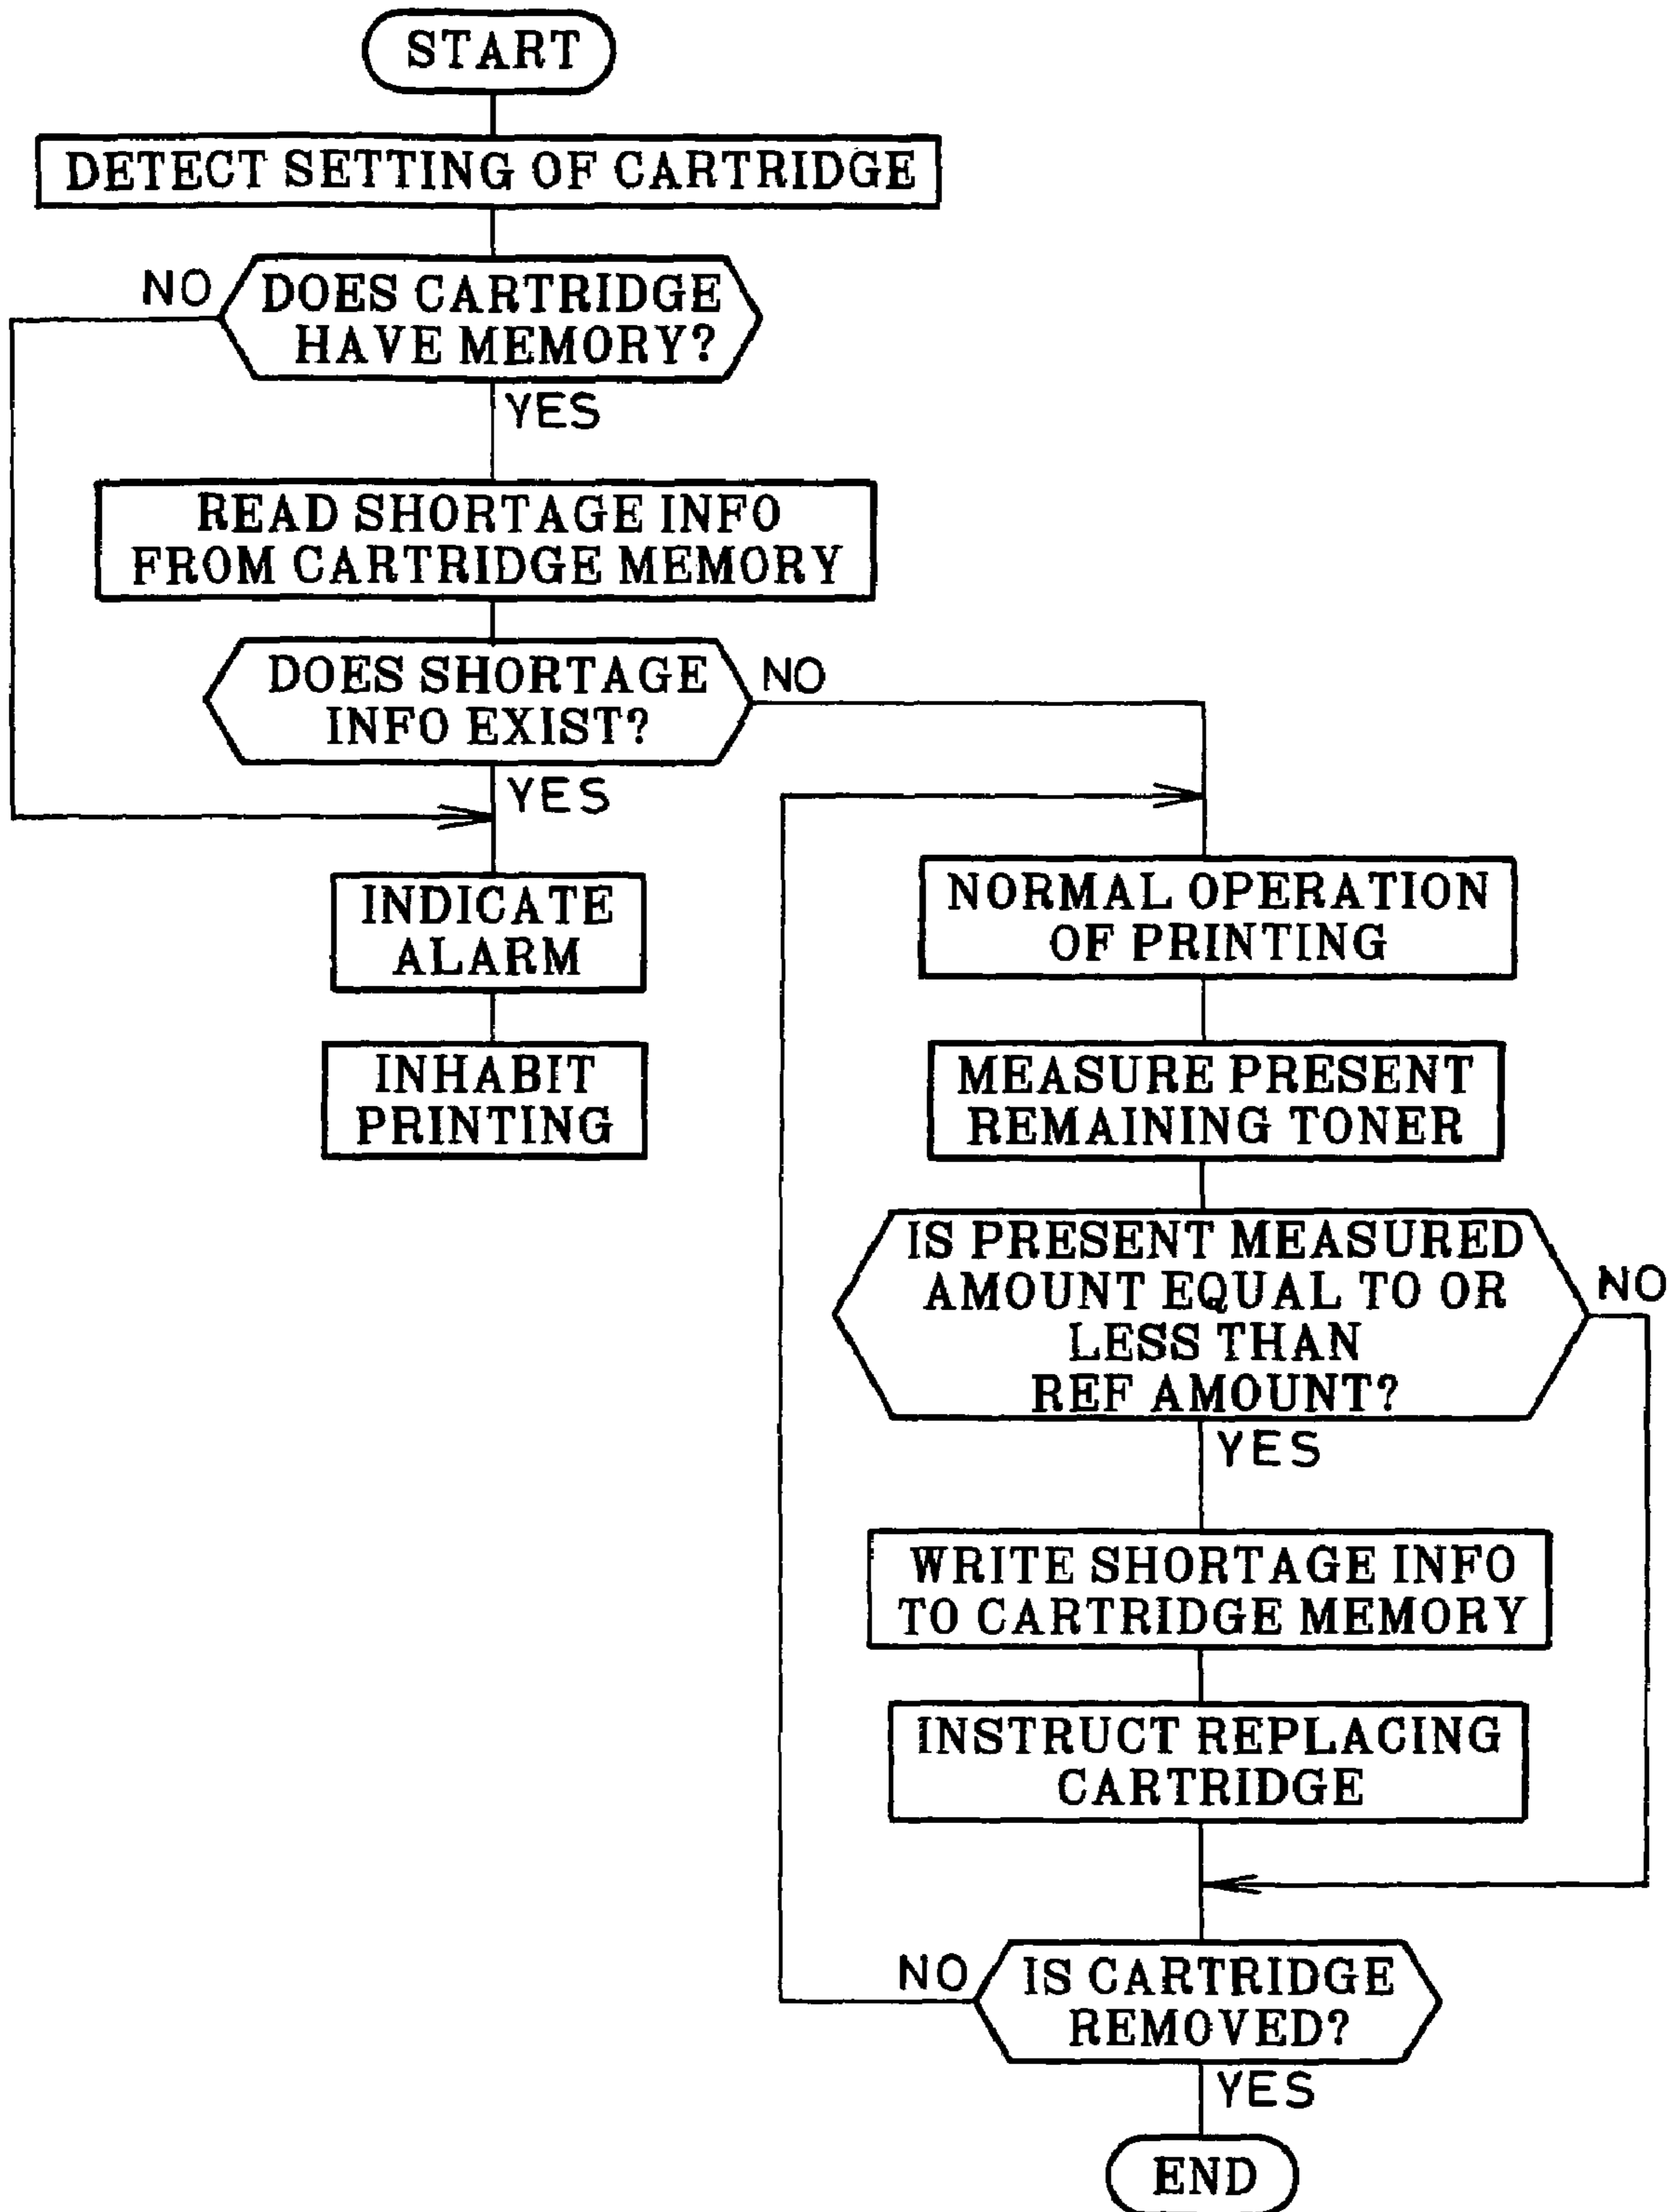 START
DETECT SETTING OF CARTRIDGE
NO
DOES CARTRIDGE
HAVE MEMORY?
YES
READ SHORTAGE INFO
FROM CARTRIDGE MEMORY
DOES SHORTAGE
INFO EXIST?
NO
YES
INDICATE
ALARM
INHABIT
PRINTING
NORMAL OPERATION
OF PRINTING
MEASURE PRESENT
REMAINING TONER
IS PRESENT MEASURED
AMOUNT EQUAL TO OR
LESS THAN
REF AMOUNT?
NO
YES
WRITE SHORTAGE INFO
TO CARTRIDGE MEMORY
INSTRUCT REPLACING
CARTRIDGE
NO
IS CARTRIDGE
REMOVED?
YES
END